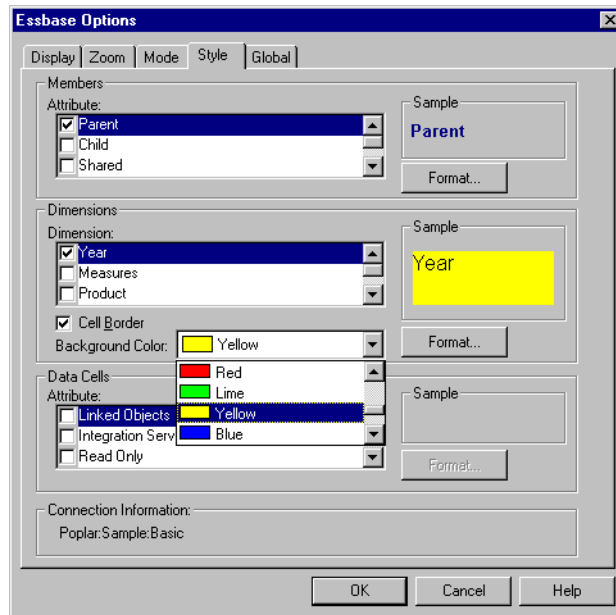 Essbase Options
Display Zoom Mode Style Global
Members
Attribute:
Parent
Child
Shared
Sample
Parent
Format...
Dimensions
Dimension:
Year
Measures
Product
Cell Border
Background Color: Yellow
Sample
Year
Format...
Red
Lime
Yellow
Blue
Data Cells
Attribute:
Linked Objects
Integration Serv
Read Only
Sample
Format...
Connection Information:
Poplar:Sample:Basic
OK Cancel Help